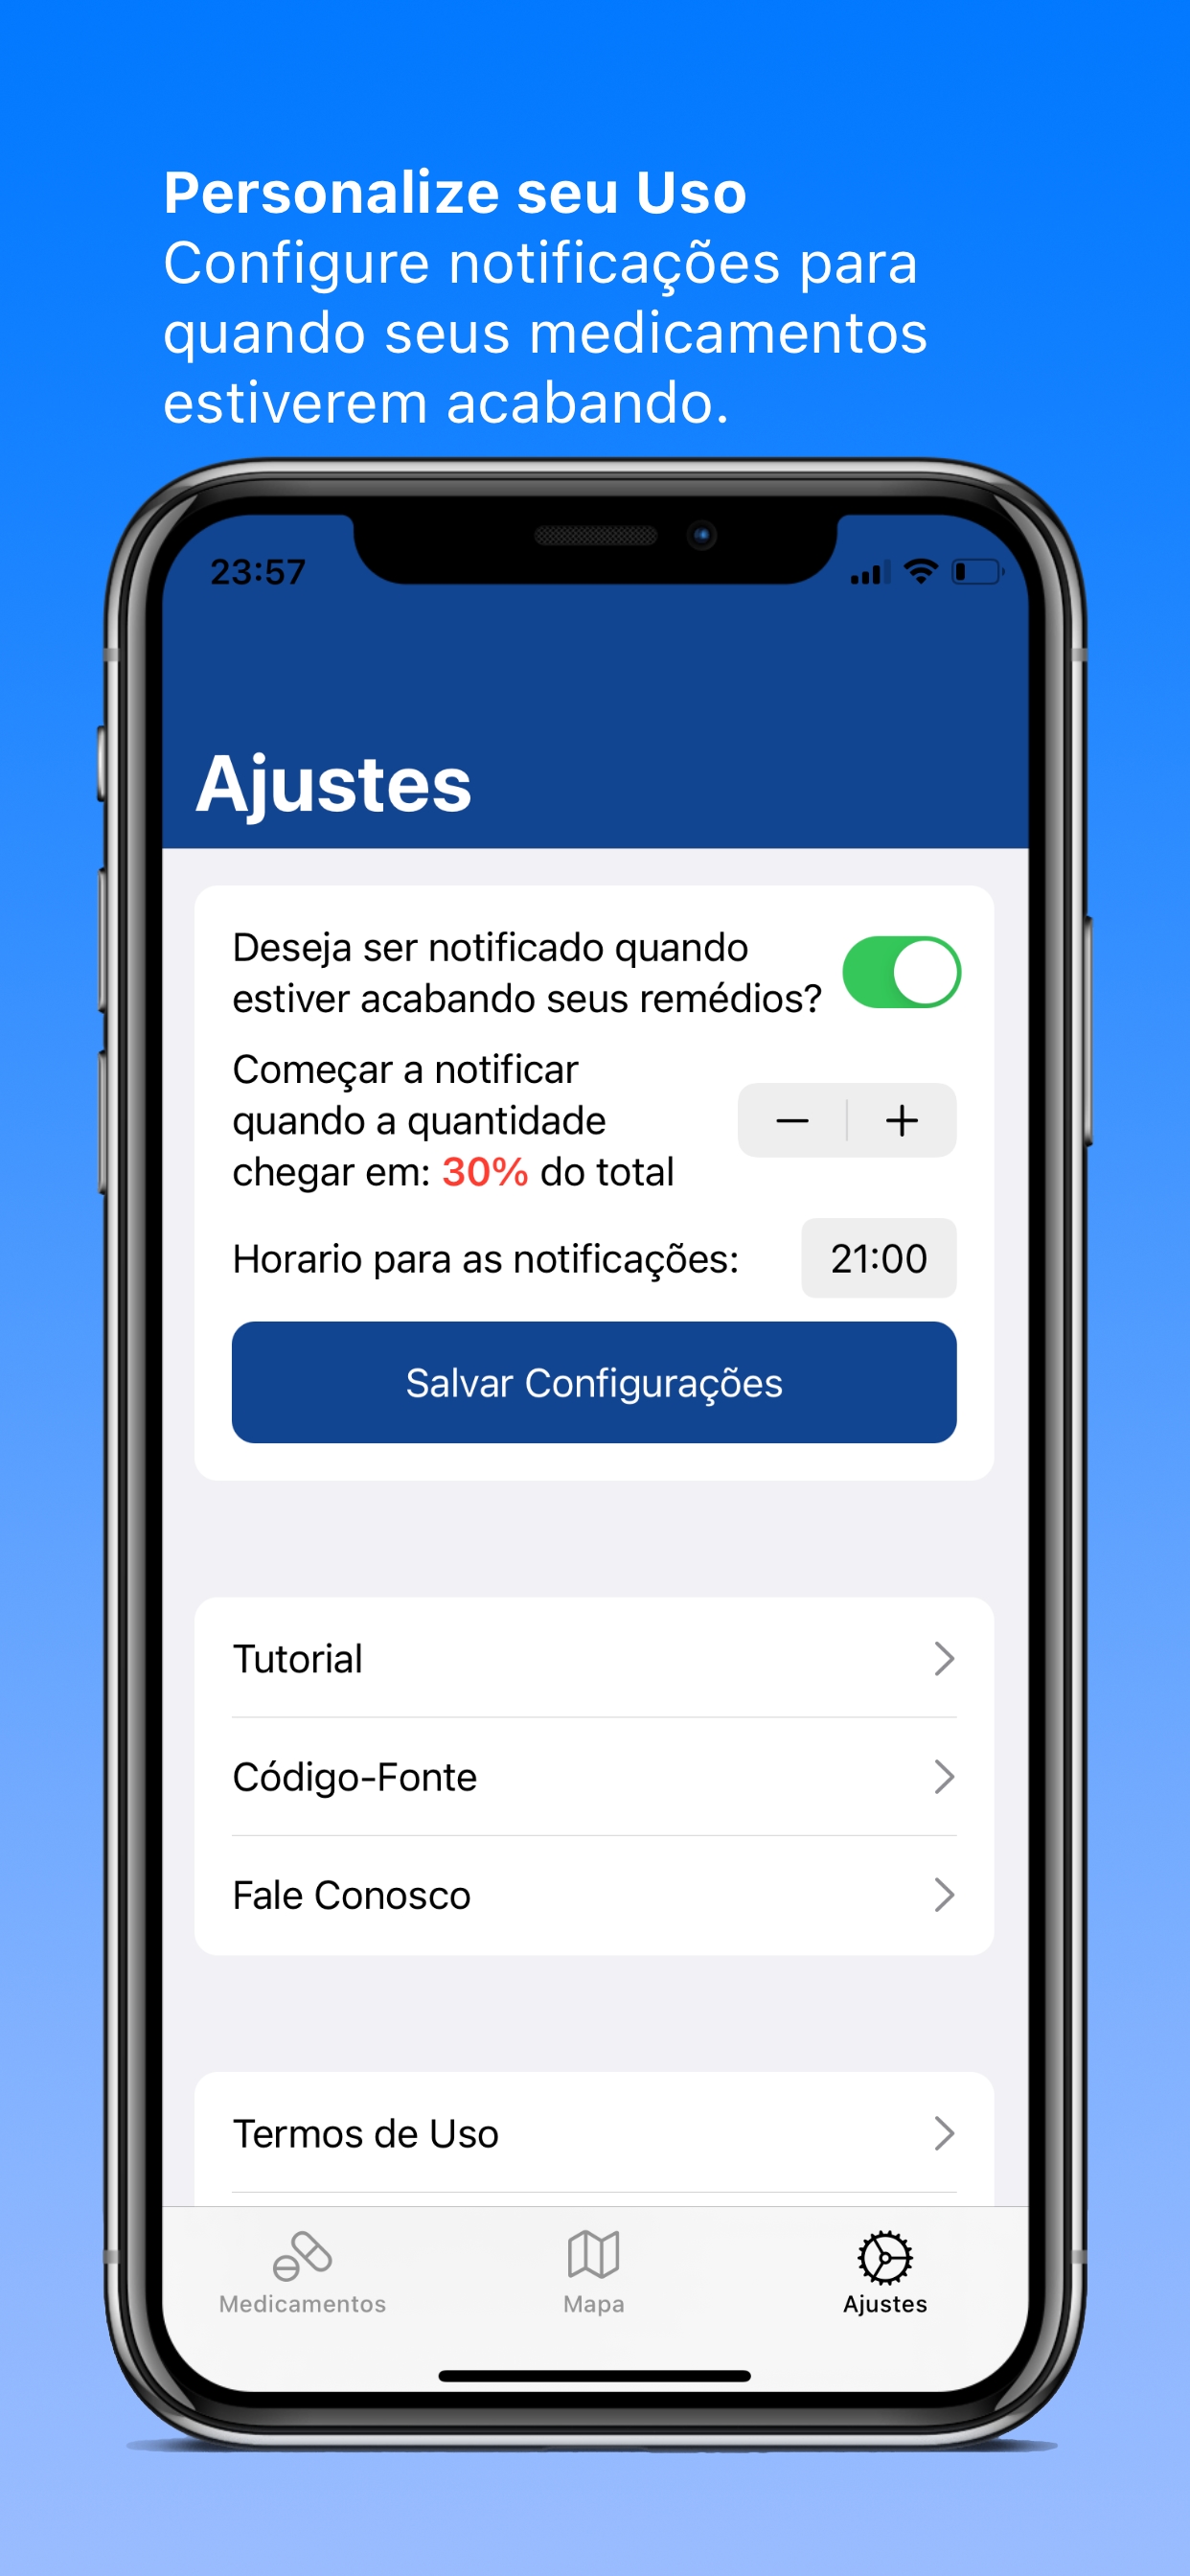 Personalize seu Uso
Configure notificações para
quando seus medicamentos
estiverem acabando.
23:57
Ajustes
Deseja ser notificado quando
estiver acabando seus remédios?
Começar a notificar
quando a quantidade
chegar em: 30% do total
Horario para as notificações:
21:00
Salvar Configurações
Tutorial
Código-Fonte
Fale Conosco
Termos de Uso
Medicamentos
Mapa
Ajustes